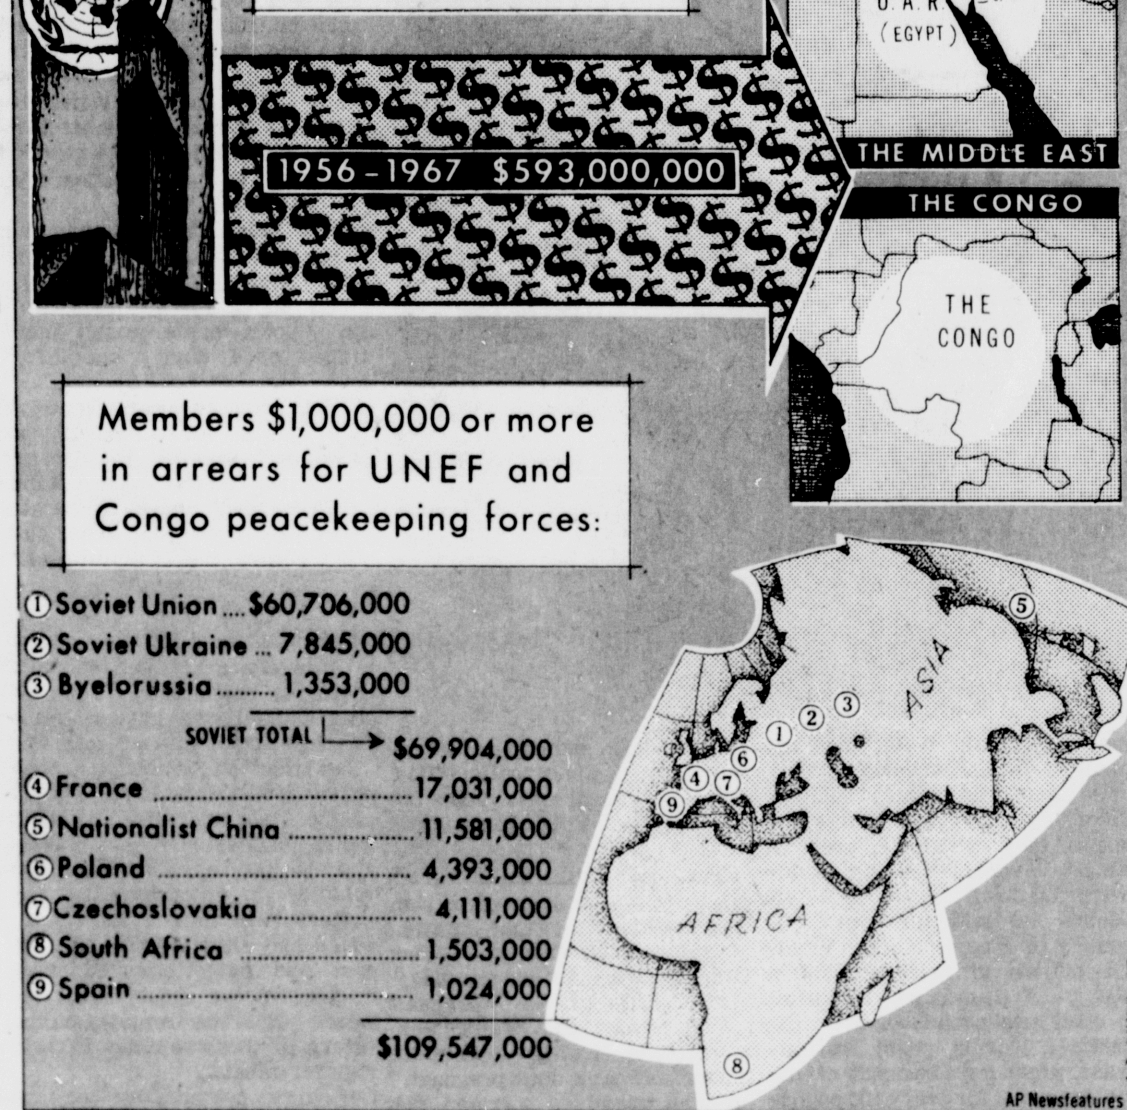 U. A. R.
(EGYPT)
1956-1967 $593,000,000
THE MIDDLE EAST
THE CONGO
THE
CONGO
Members $1,000,000 or more
in arrears for UNEF and
Congo peacekeeping forces:
① Soviet Union .... $60,706,000
② Soviet Ukraine ... 7,845,000
③ Byelorussia ......... 1,353,000
SOVIET TOTAL $69,904,000
④ France ........................................ 17,031,000
⑤ Nationalist China ................... 11,581,000
⑥ Poland ...................................... 4,393,000
⑦ Czechoslovakia ....................... 4,111,000
⑧ South Africa ......................... 1,503,000
⑨ Spain ......................................... 1,024,000
$109,547,000
⑤
ASIA
③
②
①
⑥
④
⑦
⑨
AFRICA
⑧
AP Newsfeatures